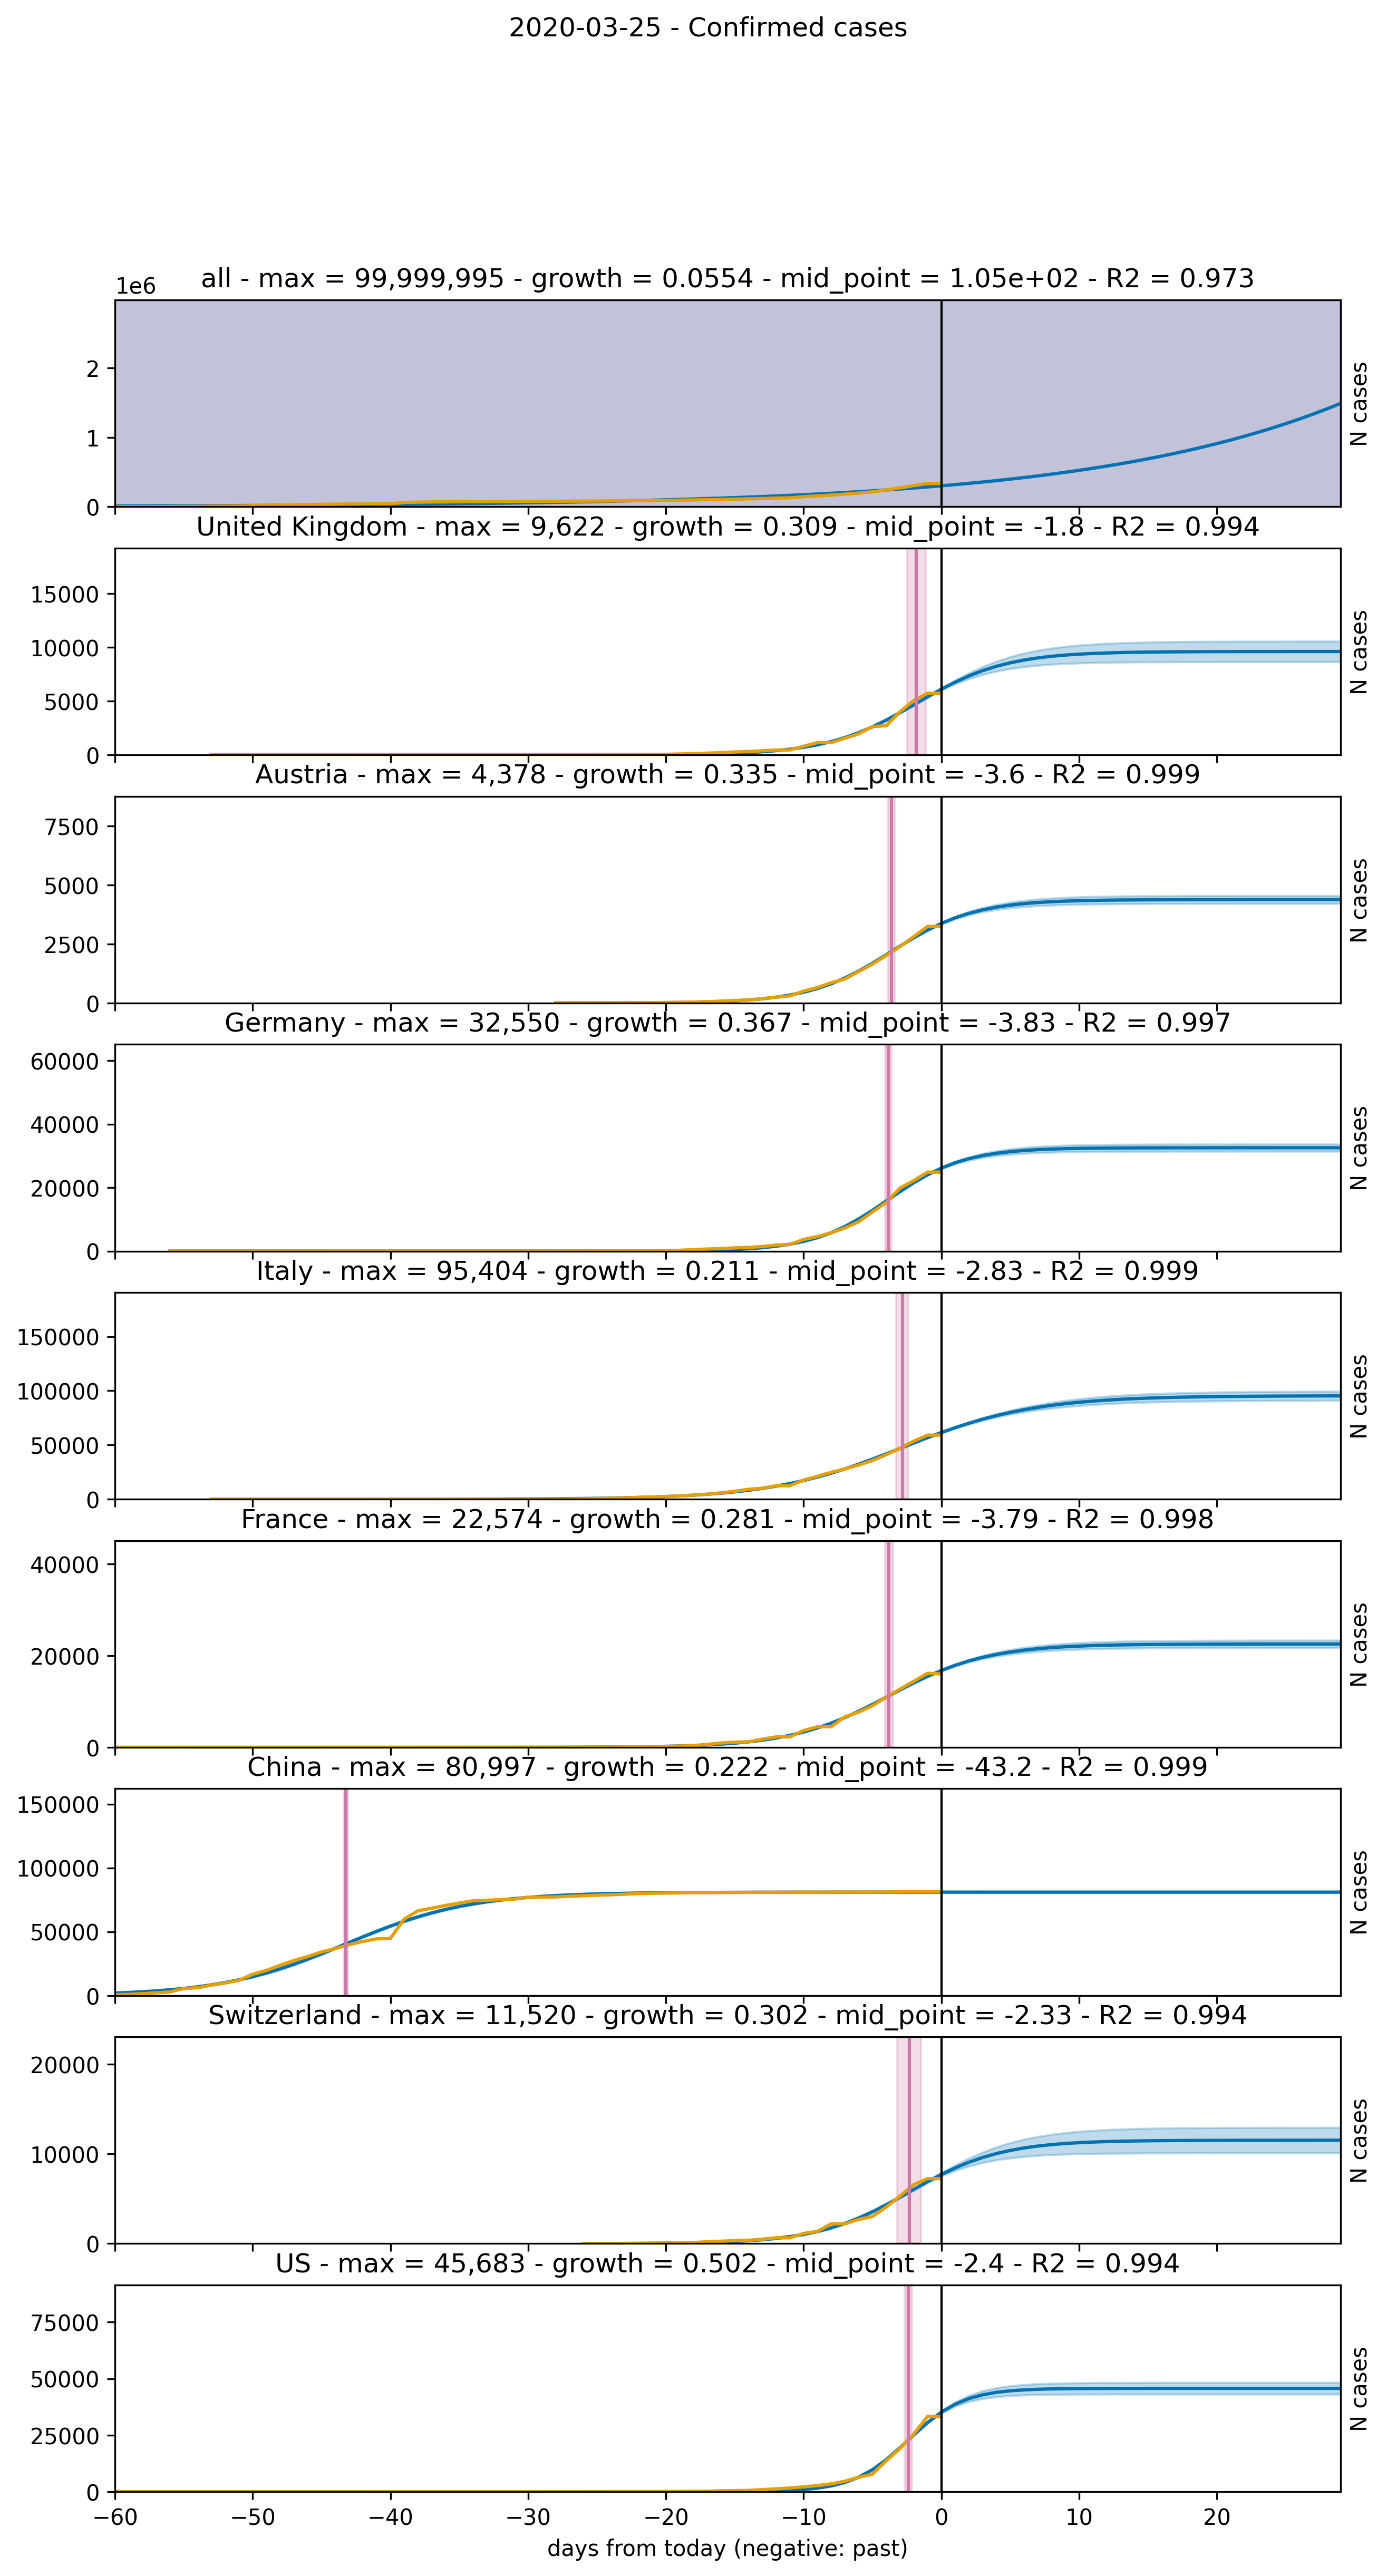 2020-03-25 - Confirmed cases
1e6
all - max = 99,999,995 - growth = 0.0554 - mid_point = 1.05e+02 - R2 = 0.973
2
1
0
N cases
United Kingdom - max = 9,622 - growth = 0.309 - mid_point = -1.8 - R2 = 0.994
15000
10000
5000
0
N cases
Austria - max = 4,378 - growth = 0.335 - mid_point = -3.6 - R2 = 0.999
7500
5000
2500
0
N cases
Germany - max = 32,550 - growth = 0.367 - mid_point = -3.83 - R2 = 0.997
60000
40000
20000
0
N cases
Italy - max = 95,404 - growth = 0.211 - mid_point = -2.83 - R2 = 0.999
150000
100000
50000
0
N cases
France - max = 22,574 - growth = 0.281 - mid_point = -3.79 - R2 = 0.998
40000
20000
0
N cases
China - max = 80,997 - growth = 0.222 - mid_point = -43.2 - R2 = 0.999
150000
100000
50000
0
N cases
Switzerland - max = 11,520 - growth = 0.302 - mid_point = -2.33 - R2 = 0.994
20000
10000
0
N cases
US - max = 45,683 - growth = 0.502 - mid_point = -2.4 - R2 = 0.994
75000
50000
25000
0
N cases
−60 −50 −40 −30 −20 −10 0 10 20
days from today (negative: past)